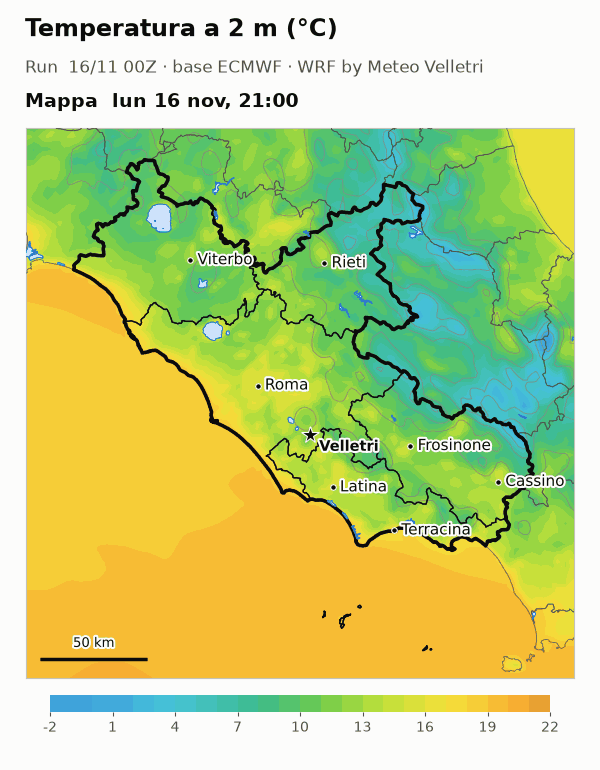 Temperatura a 2 m (°C)
Run 16/11 00Z · base ECMWF · WRF by Meteo Velletri
Mappa lun 16 nov, 21:00
Viterbo
Rieti
Roma
Velletri
Frosinone
Cassino
Latina
Terracina
50 km
-2 1 4 7 10 13 16 19 22